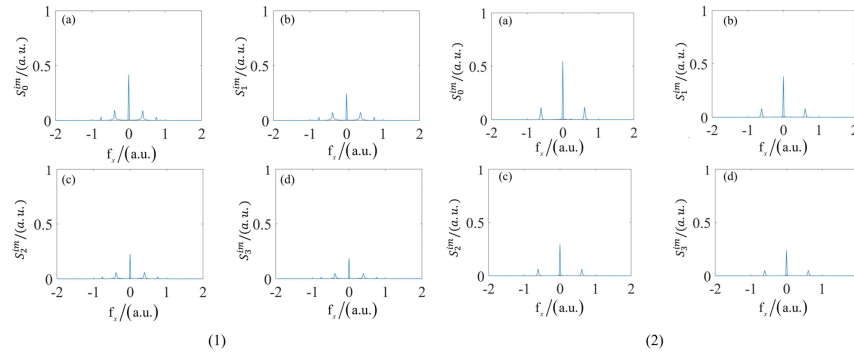 (a)
1
0.5
0
-2 -1 0 1 2
f_x/(a.u.)
S_0^{im}/(a.u.)
(b)
1
0.5
0
-2 -1 0 1 2
f_x/(a.u.)
S_1^{im}/(a.u.)
(a)
1
0.5
0
-2 -1 0 1 2
f_x/(a.u.)
S_0^{im}/(a.u.)
(b)
1
0.5
0
-2 -1 0 1 2
f_x/(a.u.)
S_1^{im}/(a.u.)
(c)
1
0.5
0
-2 -1 0 1 2
f_x/(a.u.)
S_2^{im}/(a.u.)
(d)
1
0.5
0
-2 -1 0 1 2
f_x/(a.u.)
S_3^{im}/(a.u.)
(c)
1
0.5
0
-2 -1 0 1 2
f_x/(a.u.)
S_2^{im}/(a.u.)
(d)
1
0.5
0
-2 -1 0 1
f_x/(a.u.)
S_3^{im}/(a.u.)
(1)
(2)